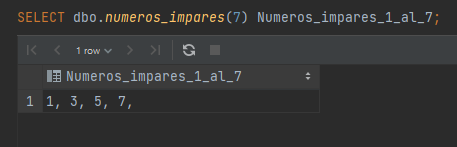 SELECT dbo.numeros_impares(7) Numeros_impares_1_al_7;
1 row
Numeros_impares_1_al_7
1 1, 3, 5, 7,